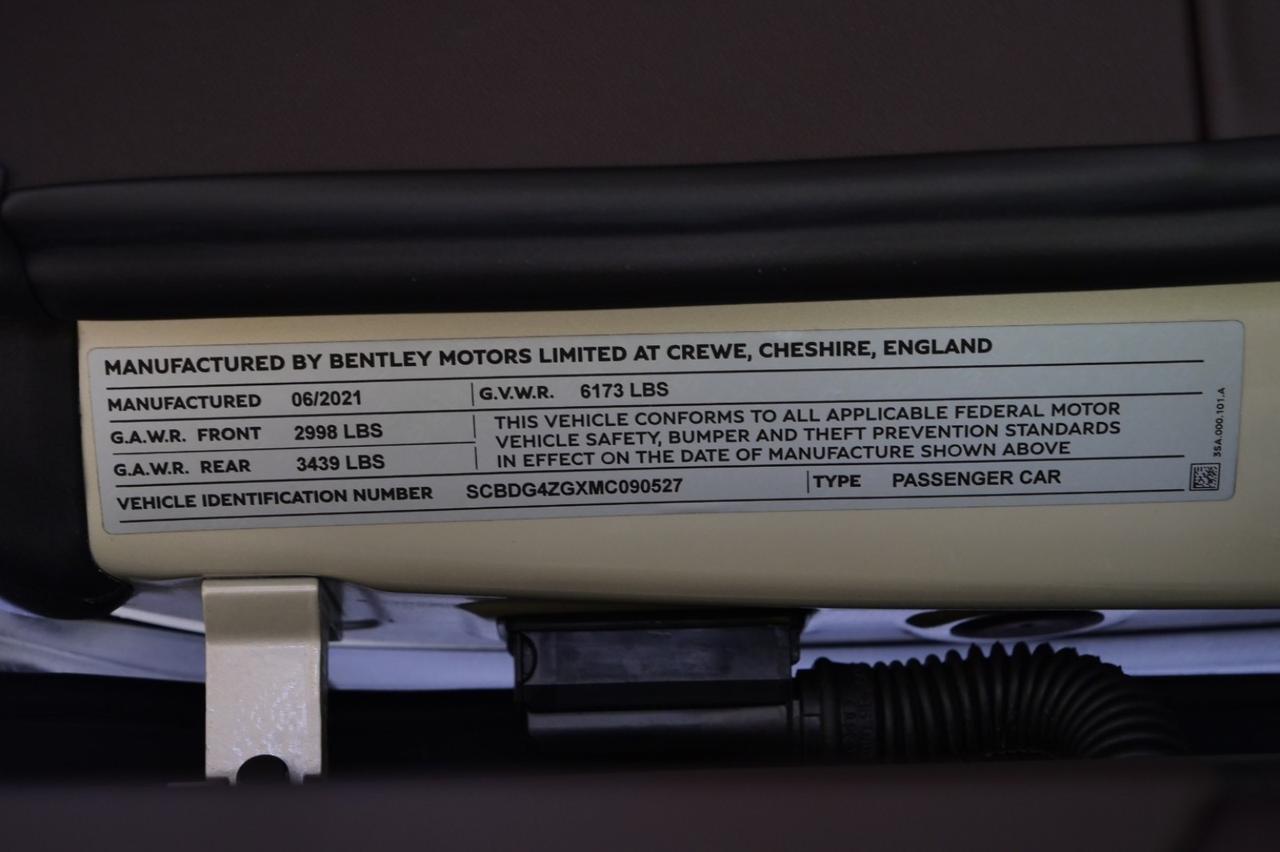 MANUFACTURED BY BENTLEY MOTORS LIMITED AT CREWE, CHESHIRE, ENGLAND
MANUFACTURED 06/2021 G.V.W.R. 6173 LBS
G.A.W.R. FRONT 2998 LBS
G.A.W.R. REAR 3439 LBS
THIS VEHICLE CONFORMS TO ALL APPLICABLE FEDERAL MOTOR
VEHICLE SAFETY, BUMPER AND THEFT PREVENTION STANDARDS
IN EFFECT ON THE DATE OF MANUFACTURE SHOWN ABOVE
VEHICLE IDENTIFICATION NUMBER SCBDG4ZGXMC090527 TYPE PASSENGER CAR
3SA.000.101.A